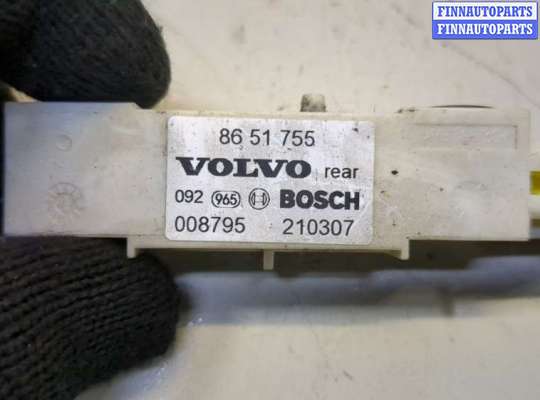 FINNAUTOPARTS
FINNAUTOPARTS
86 51 755
VOLVO rear
092 965 BOSCH
008795 210307